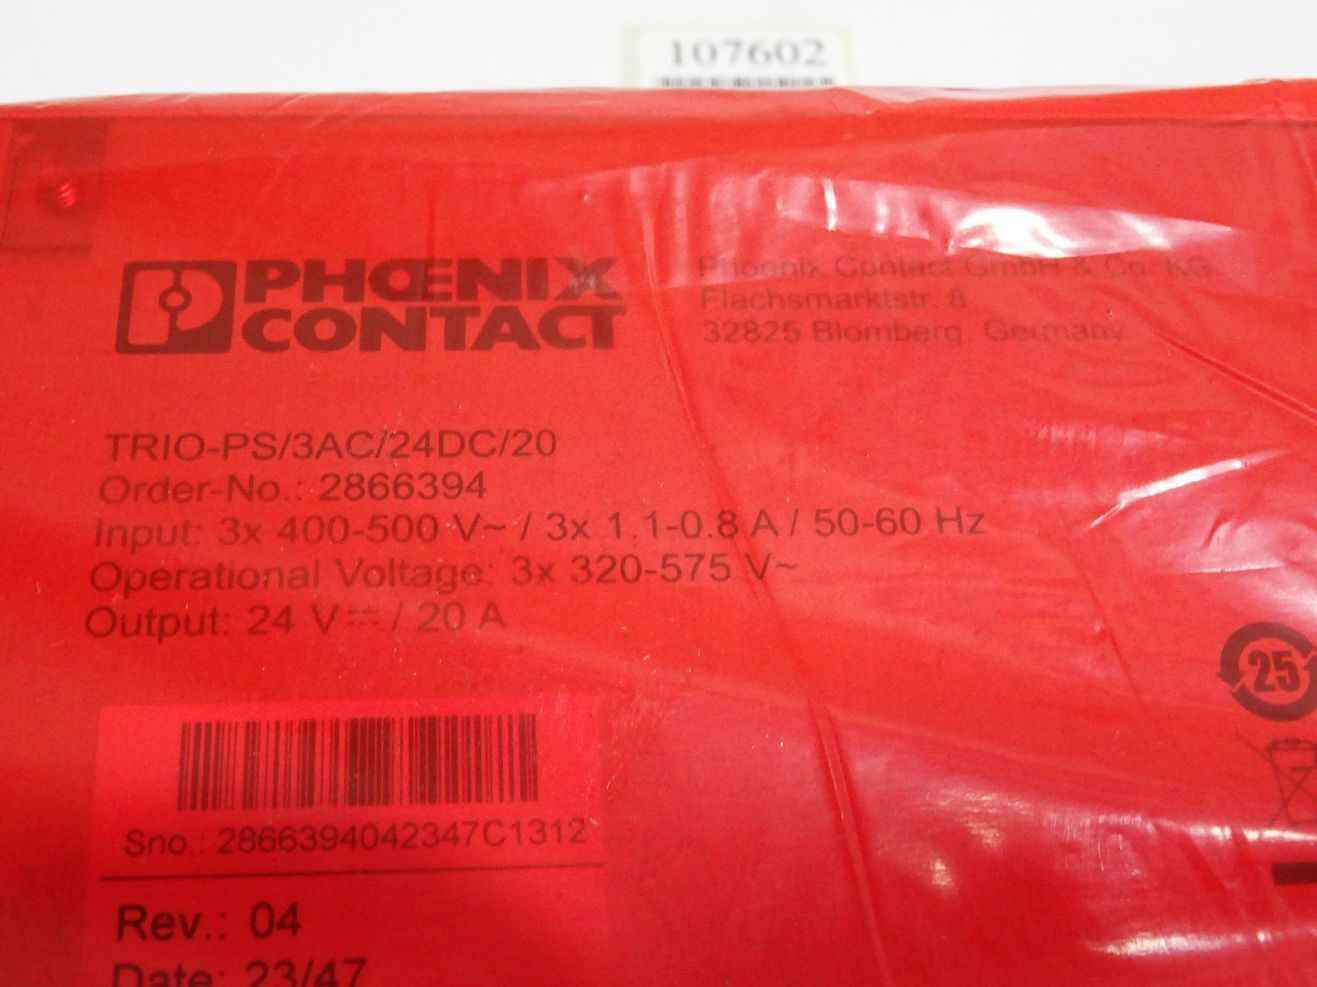 107602
PHŒNIX
CONTACT
Phoenix Contact GmbH & Co. KG
Flachsmarktstr. 8
32825 Blomberg, Germany
TRIO-PS/3AC/24DC/20
Order-No.: 2866394
Input: 3x 400-500 V~ / 3x 1.1-0.8 A / 50-60 Hz
Operational Voltage: 3x 320-575 V~
Output: 24 V⎓ / 20 A
25
Sno.: 2866394042347C1312
Rev.: 04
Date: 23/47